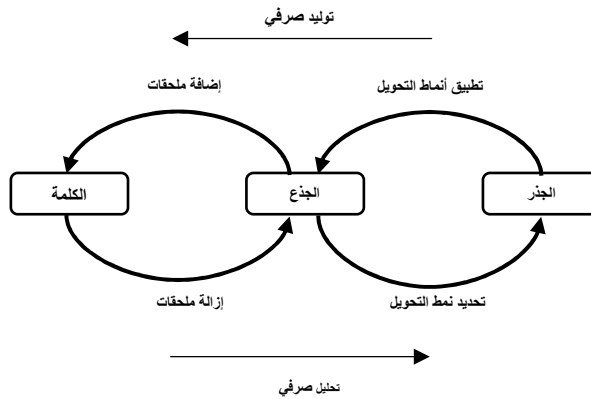 توليد صرفي
تطبيق أنماط التحويل
إضافة ملحقات
الجذر
الجذع
الكلمة
تحديد نمط التحويل
إزالة ملحقات
تحليل صرفي